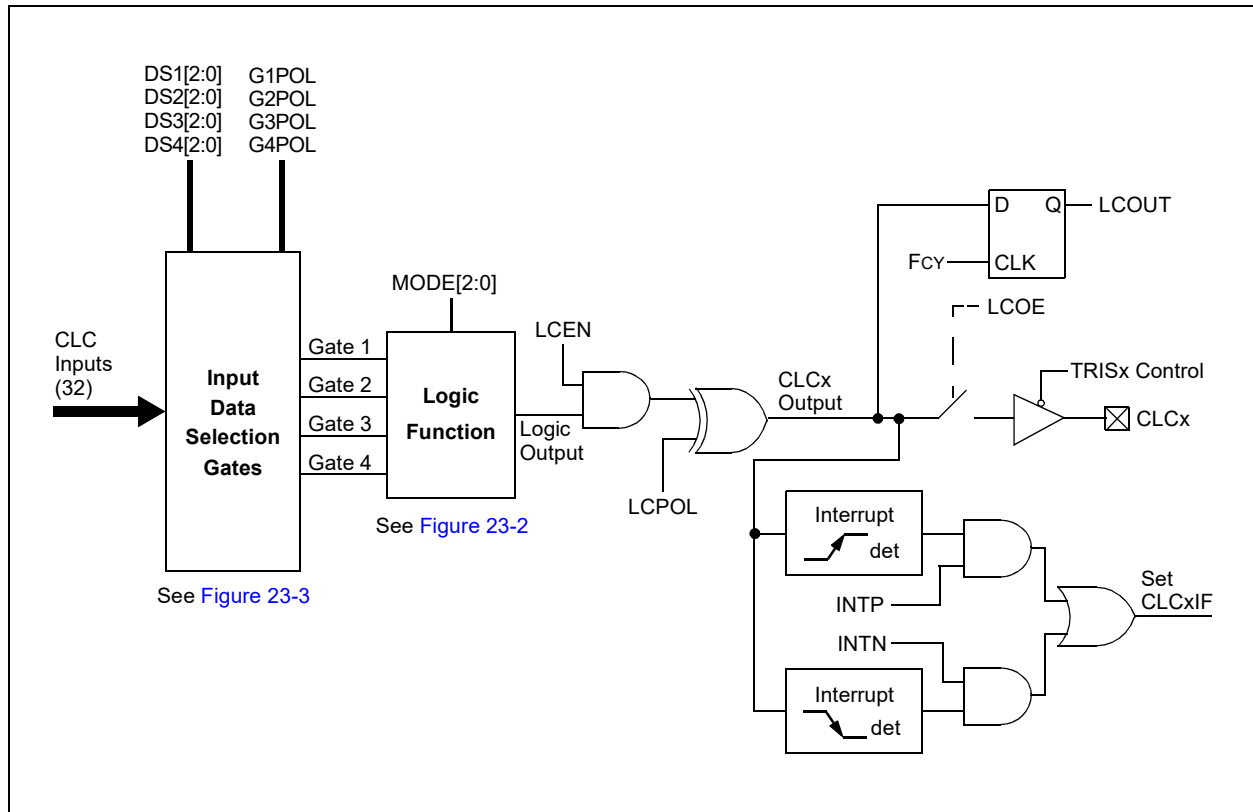 DS1[2:0] G1POL
DS2[2:0] G2POL
DS3[2:0] G3POL
DS4[2:0] G4POL
D Q LCOUT
FCY CLK
MODE[2:0]
LCOE
LCEN
CLC
Inputs
(32)
Input
Data
Selection
Gates
Gate 1
Gate 2
Gate 3
Gate 4
Logic
Function
Logic
Output
CLCx
Output
TRISx Control
CLCx
LCPOL
See Figure 23-2
See Figure 23-3
Interrupt
det
INTP
INTN
Set
CLCxIF
Interrupt
det